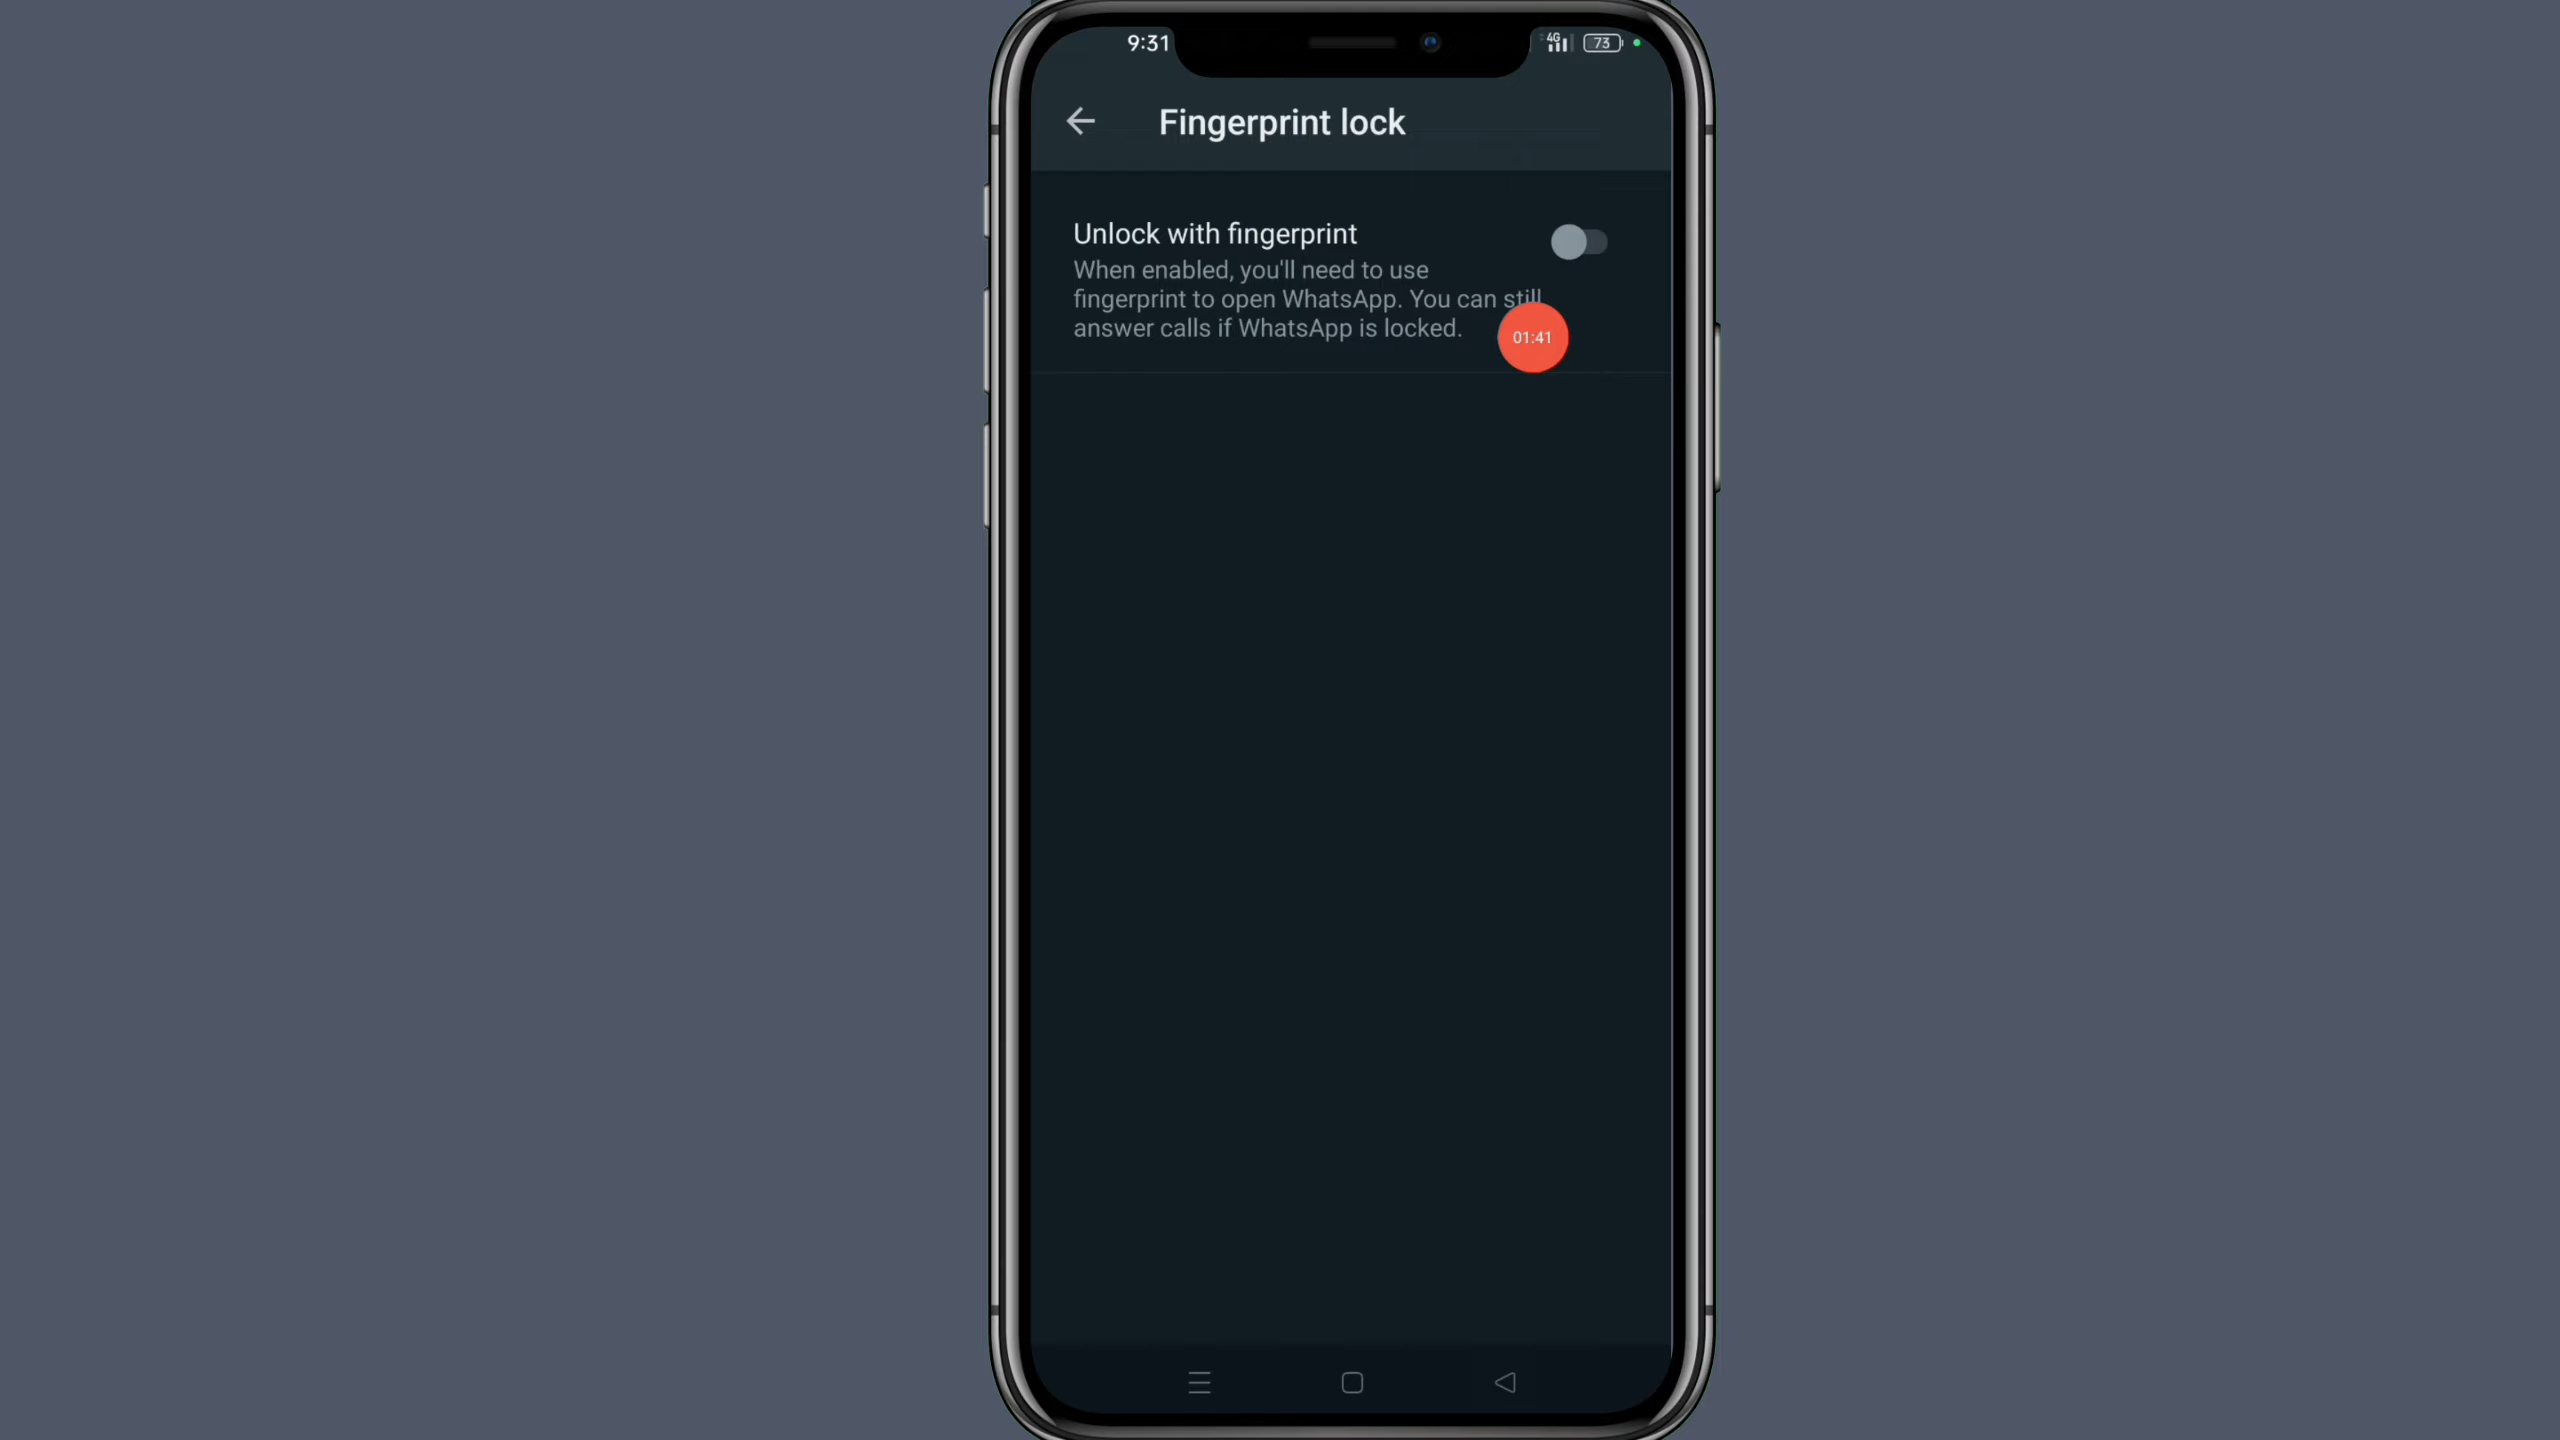 9:31
4G
73
Fingerprint lock
Unlock with fingerprint
When enabled, you'll need to use
fingerprint to open WhatsApp. You can still
answer calls if WhatsApp is locked.
01:41